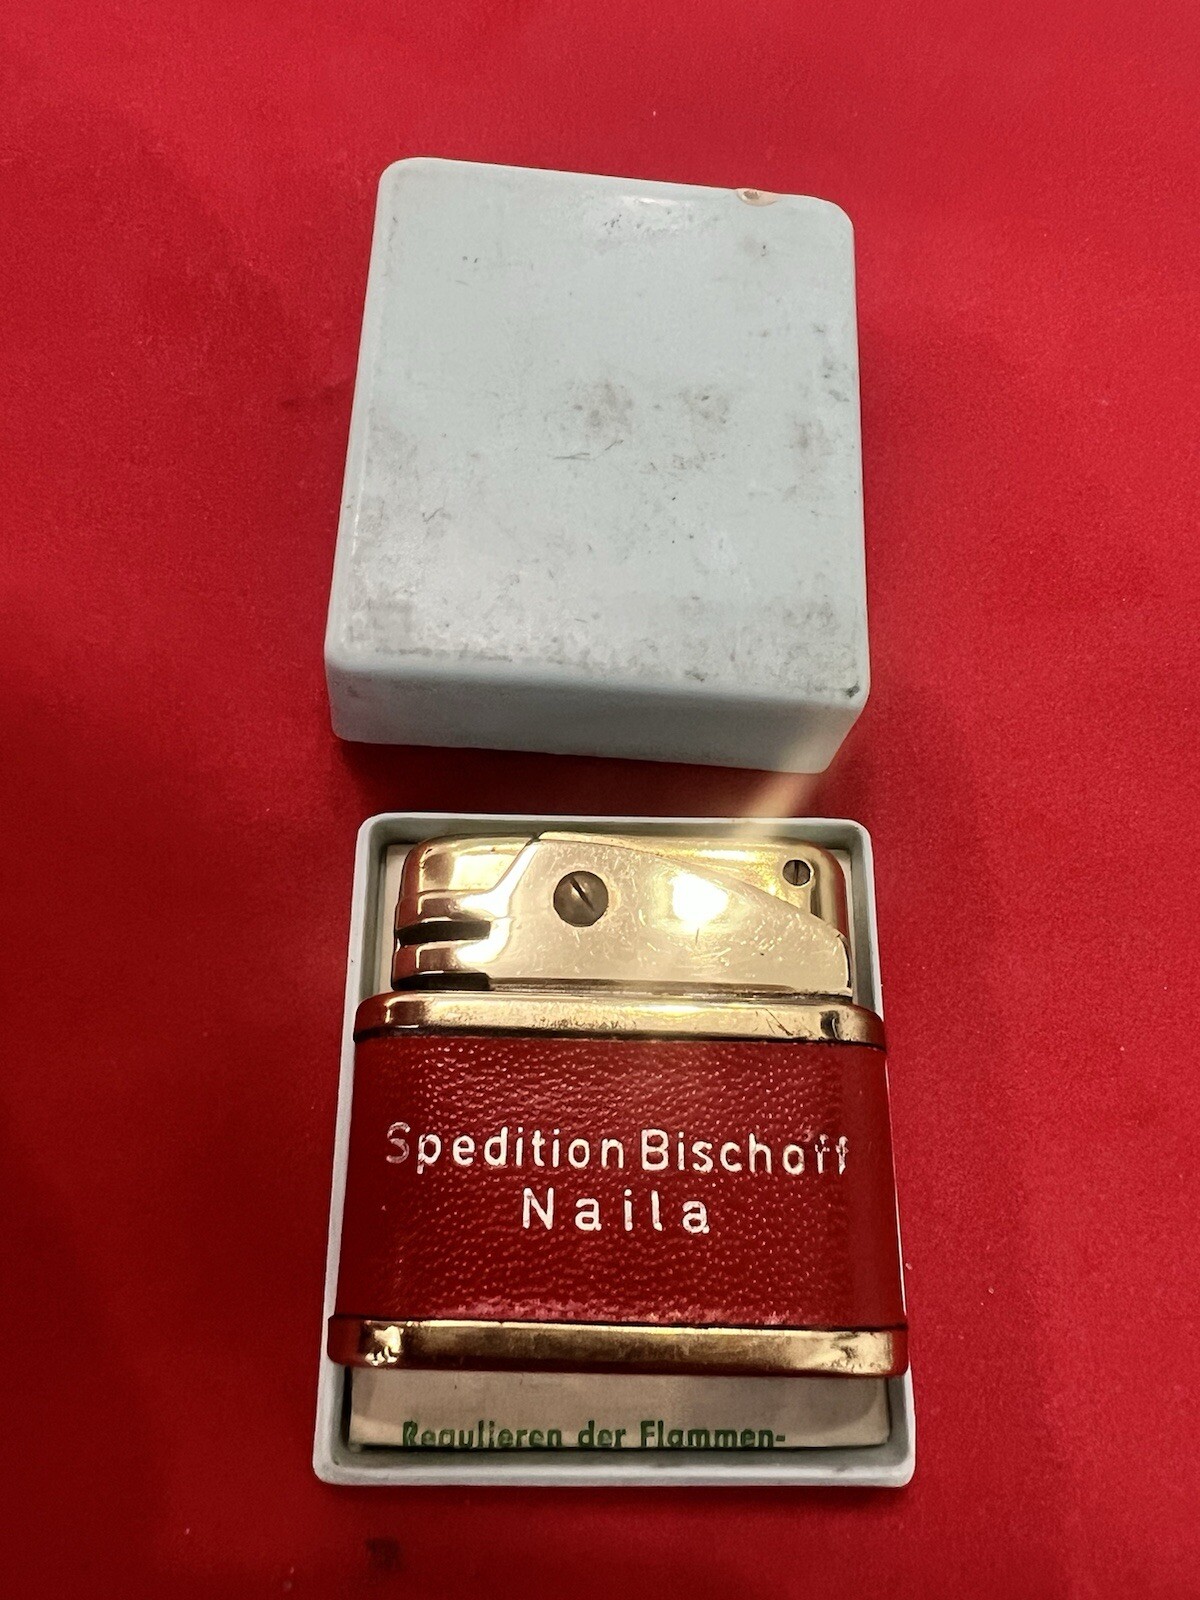 Spedition Bischoff
Naila
Regulieren der Flammen-